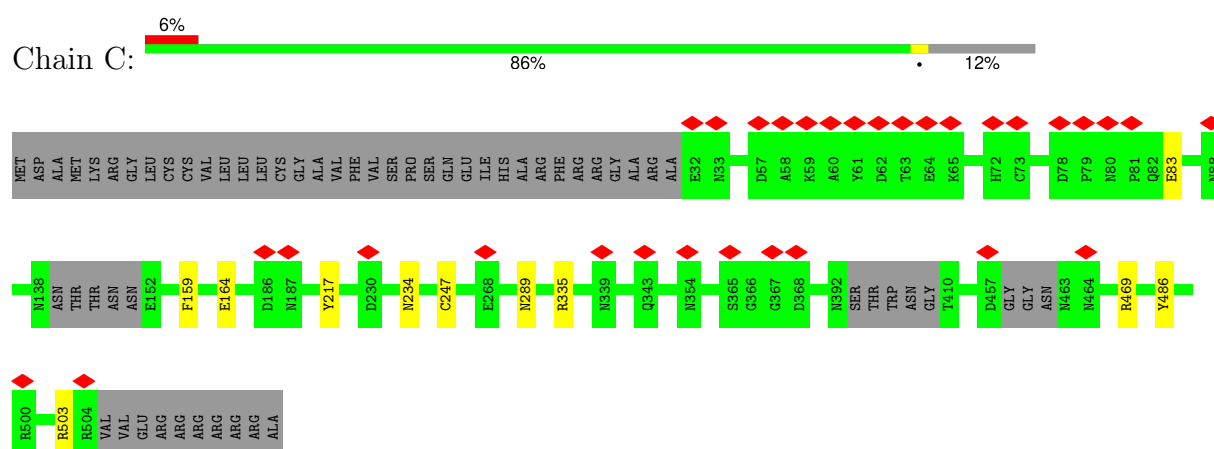 6%
Chain C:
86% • 12%
MET ASP ALA MET LYS ARG GLY LEU CYS CYS VAL LEU LEU LEU CYS GLY ALA VAL PHE VAL SER PRO SER GLN GLU ILE HIS ALA ARG PHE ARG ARG GLY ALA ARG ALA E32 N33 D57 A58 K59 A60 Y61 D62 T63 E64 K65 H72 C73 D78 P79 N80 P81 Q82 E83 N88
N138 ASN THR THR ASN ASN E152 F159 E164 D186 N187 Y217 D230 N234 C247 E268 N289 R335 N339 Q343 N354 S365 G366 G367 D368 N392 SER THR TRP ASN GLY T410 D457 GLY GLY ASN N463 N464 R469 Y486
R500 R503 R504 VAL VAL GLU ARG ARG ARG ARG ARG ARG ALA